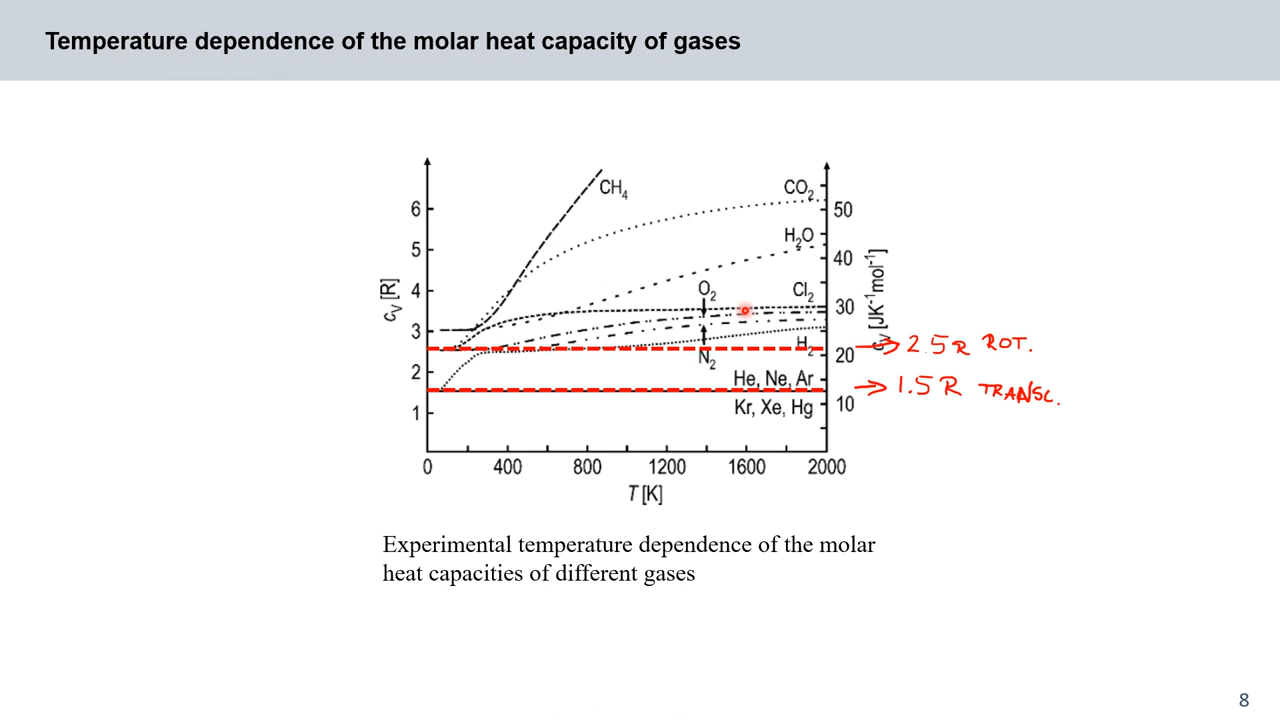 Temperature dependence of the molar heat capacity of gases
CH4
CO2
6
50
H2O
5
40
cV [R]
4
O2
Cl2
30
cV [JK-1mol-1]
3
H2
20
2.5R ROT.
N2
2
He, Ne, Ar
1.5R TRANSL.
Kr, Xe, Hg
1
10
0 400 800 1200 1600 2000
T [K]
Experimental temperature dependence of the molar
heat capacities of different gases
8